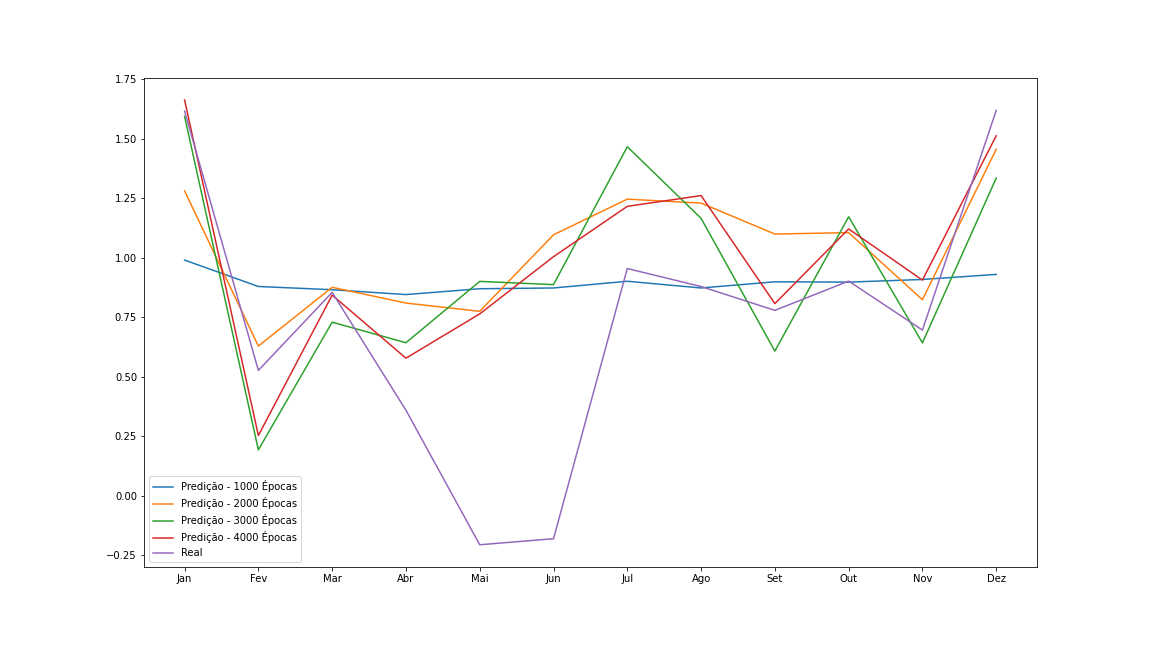 1.75
1.50
1.25
1.00
0.75
0.50
0.25
0.00
−0.25
Predição - 1000 Épocas
Predição - 2000 Épocas
Predição - 3000 Épocas
Predição - 4000 Épocas
Real
Jan Fev Mar Abr Mai Jun Jul Ago Set Out Nov Dez